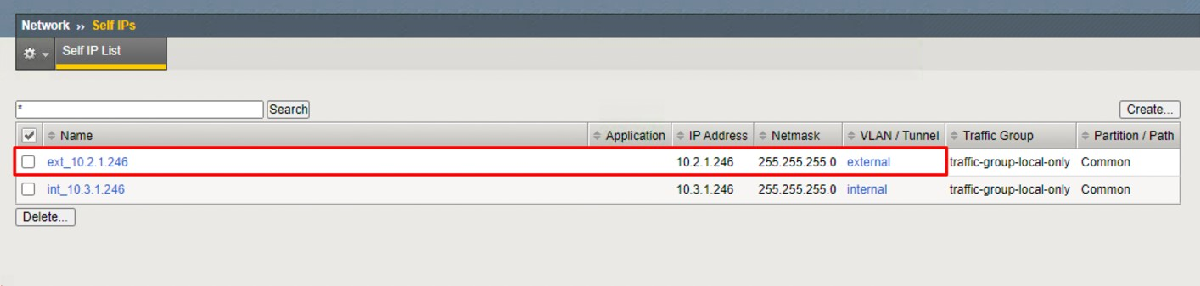 Network ›› Self IPs
Self IP List
* Search Create...
Name Application IP Address Netmask VLAN / Tunnel Traffic Group Partition / Path
ext_10.2.1.246 10.2.1.246 255.255.255.0 external traffic-group-local-only Common
int_10.3.1.246 10.3.1.246 255.255.255.0 internal traffic-group-local-only Common
Delete...